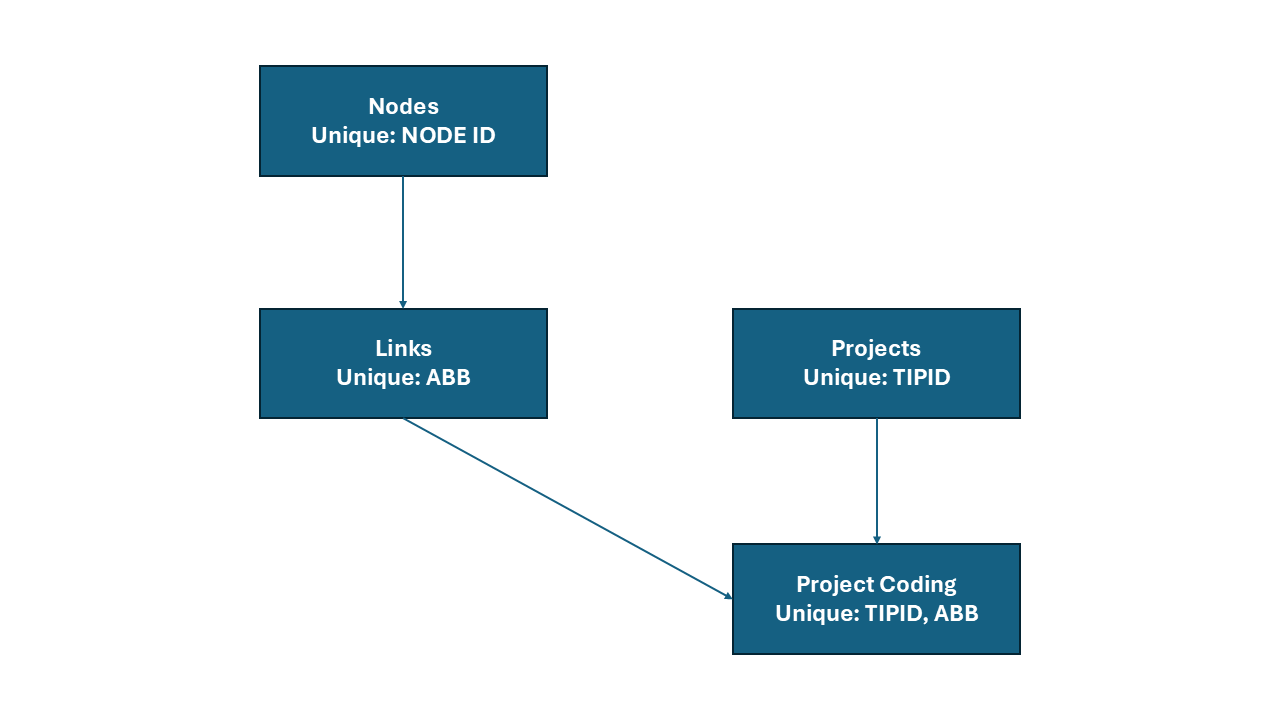 Nodes
Unique: NODE ID
Links
Unique: ABB
Projects
Unique: TIPID
Project Coding
Unique: TIPID, ABB